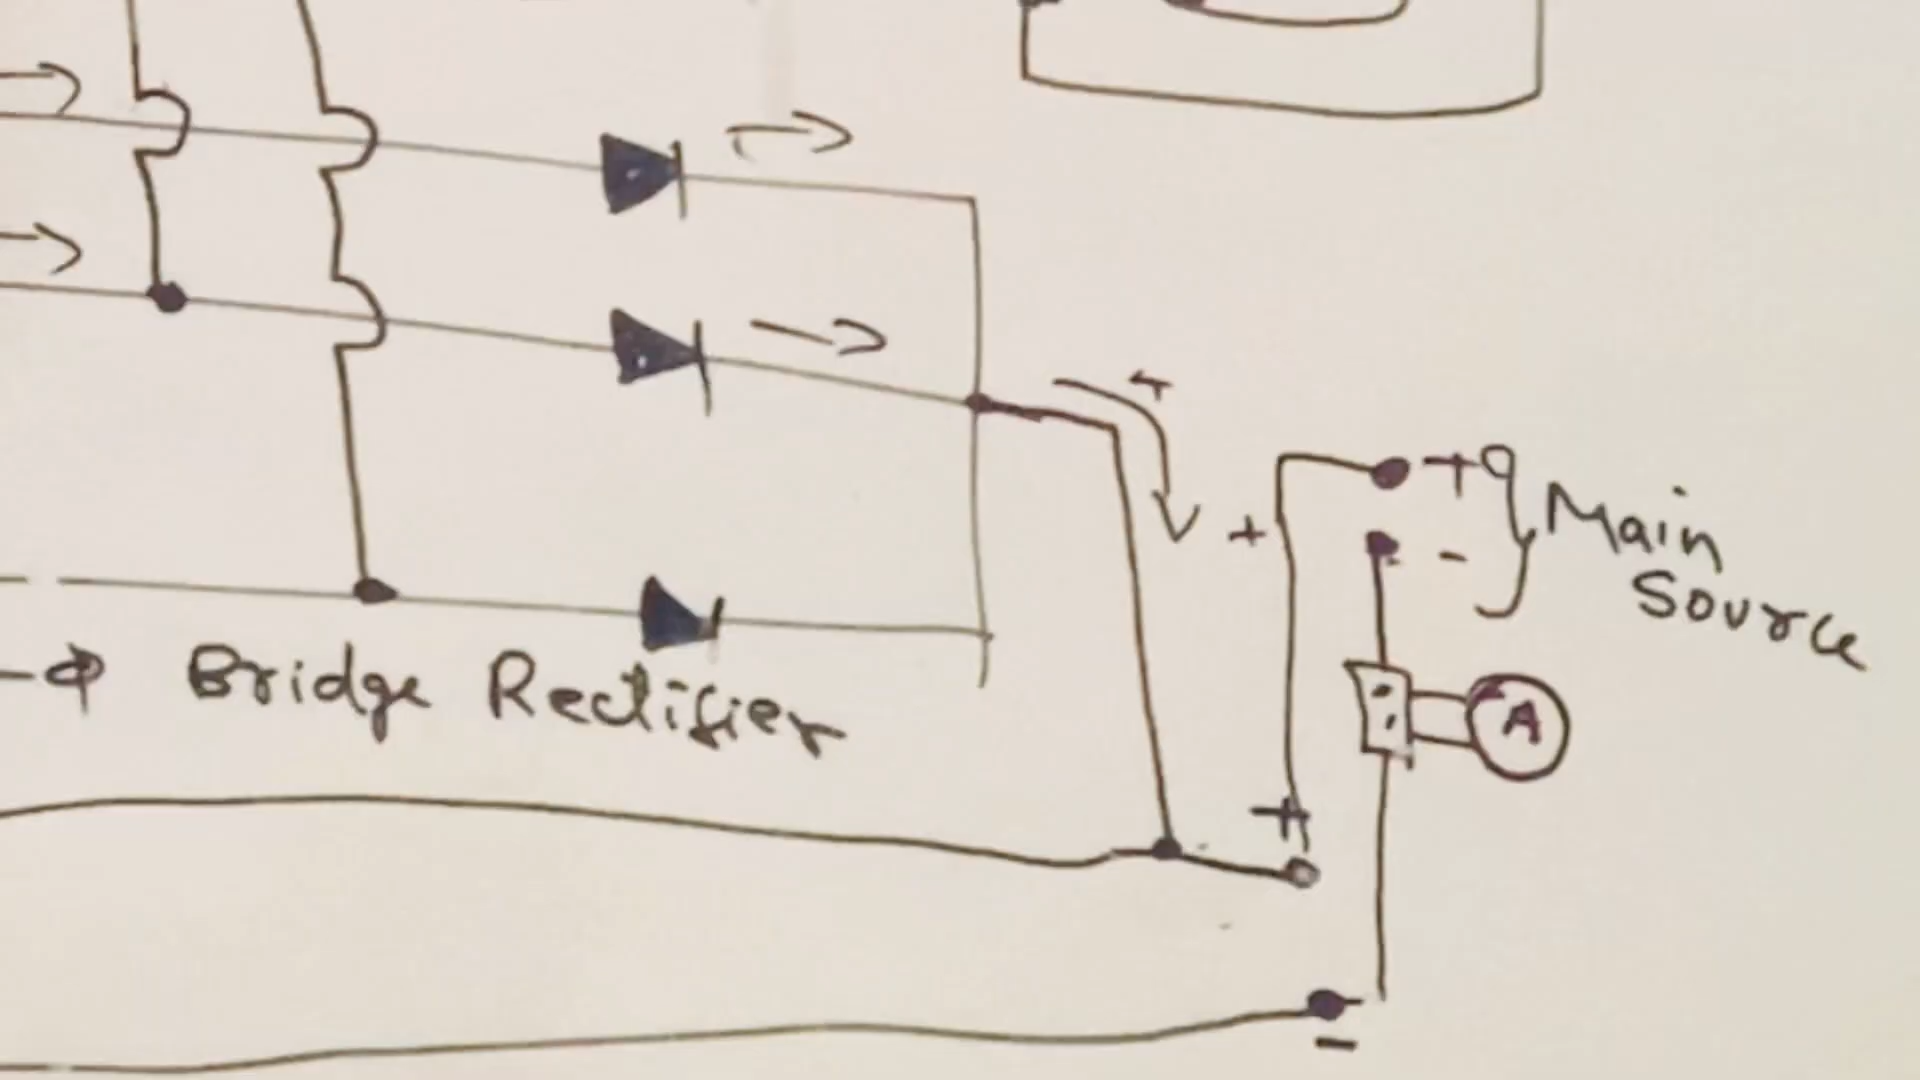 +
+
+
-
Main
Source
A
-Φ Bridge Rectifier
+
-